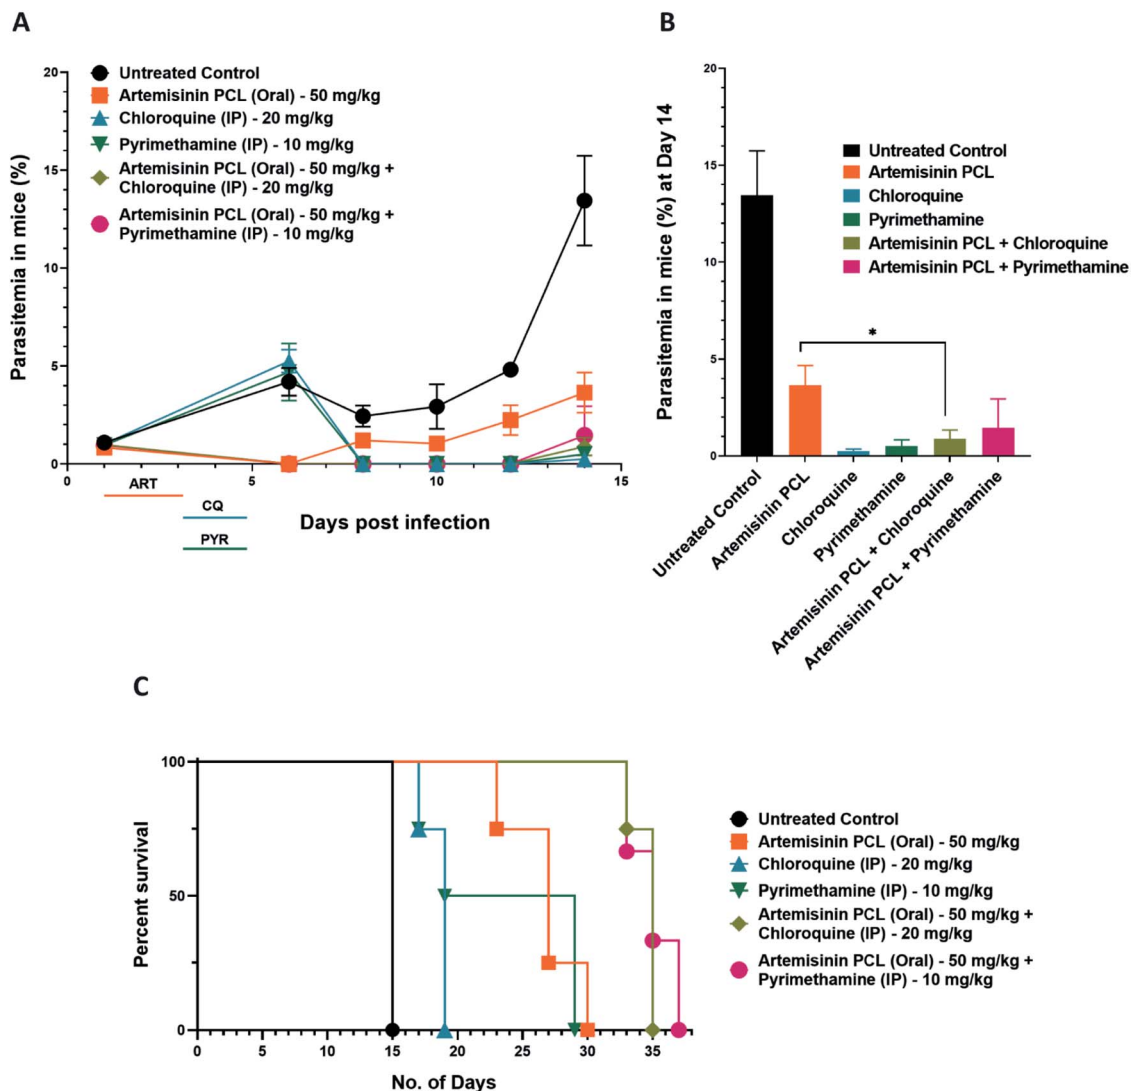 A
Parasitemia in mice (%)
20
15
10
5
0
0
5
10
15
Untreated Control
Artemisinin PCL (Oral) - 50 mg/kg
Chloroquine (IP) - 20 mg/kg
Pyrimethamine (IP) - 10 mg/kg
Artemisinin PCL (Oral) - 50 mg/kg +
Chloroquine (IP) - 20 mg/kg
Artemisinin PCL (Oral) - 50 mg/kg +
Pyrimethamine (IP) - 10 mg/kg
ART
CQ
PYR
Days post infection
B
Parasitemia in mice (%) at Day 14
20
15
10
5
0
Untreated Control
Artemisinin PCL
Chloroquine
Pyrimethamine
Artemisinin PCL + Chloroquine
Artemisinin PCL + Pyrimethamine
*
Untreated Control
Artemisinin PCL
Chloroquine
Pyrimethamine
Artemisinin PCL + Chloroquine
Artemisinin PCL + Pyrimethamine
C
Percent survival
100
50
0
0
5
10
15
20
25
30
35
No. of Days
Untreated Control
Artemisinin PCL (Oral) - 50 mg/kg
Chloroquine (IP) - 20 mg/kg
Pyrimethamine (IP) - 10 mg/kg
Artemisinin PCL (Oral) - 50 mg/kg +
Chloroquine (IP) - 20 mg/kg
Artemisinin PCL (Oral) - 50 mg/kg +
Pyrimethamine (IP) - 10 mg/kg